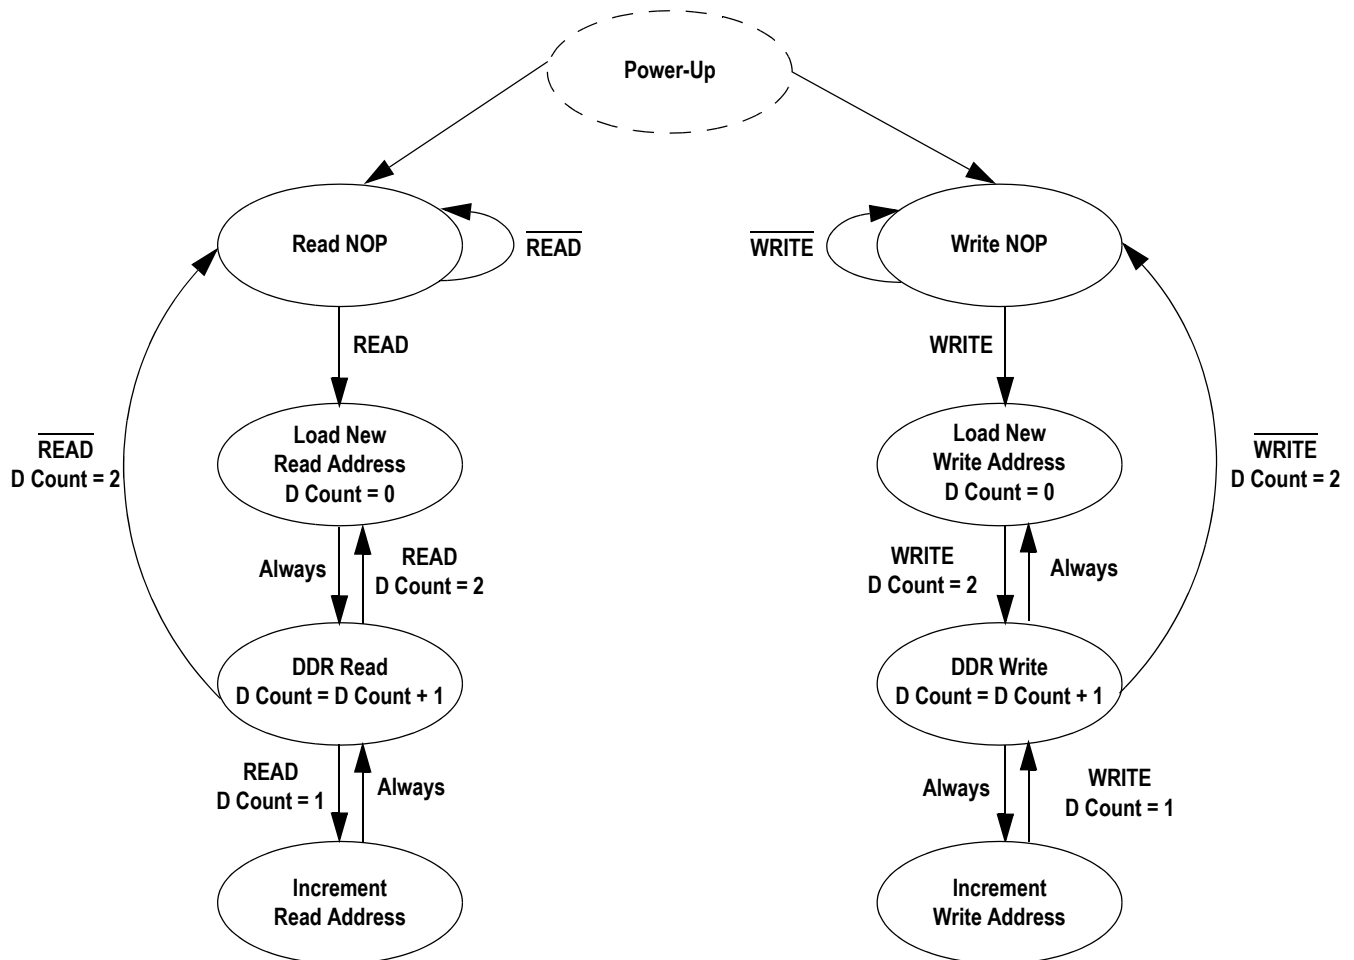 Power-Up
Read NOP
READ
WRITE
Write NOP
READ
WRITE
READ
D Count = 2
Load New
Read Address
D Count = 0
Load New
Write Address
D Count = 0
WRITE
D Count = 2
Always
READ
D Count = 2
WRITE
D Count = 2
Always
DDR Read
D Count = D Count + 1
DDR Write
D Count = D Count + 1
READ
D Count = 1
Always
Always
WRITE
D Count = 1
Increment
Read Address
Increment
Write Address